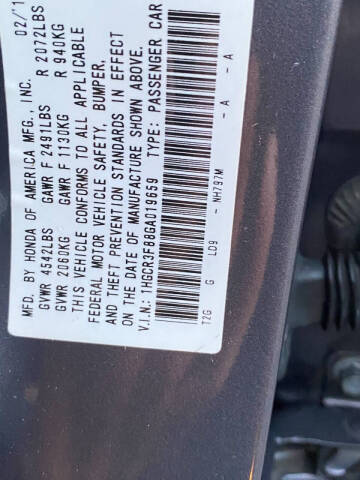 MFD. BY HONDA OF AMERICA MFG., INC. 02/1
GVWR 4542LBS GAWR F 2491LBS R 2072LBS
GVWR 2060KG GAWR F 1130KG R 940KG
THIS VEHICLE CONFORMS TO ALL APPLICABLE
FEDERAL MOTOR VEHICLE SAFETY, BUMPER,
AND THEFT PREVENTION STANDARDS IN EFFECT
ON THE DATE OF MANUFACTURE SHOWN ABOVE.
V.I.N.: 1HGCR3F88GA019659 TYPE: PASSENGER CAR
T2G G LD9 - NH797M - A - A